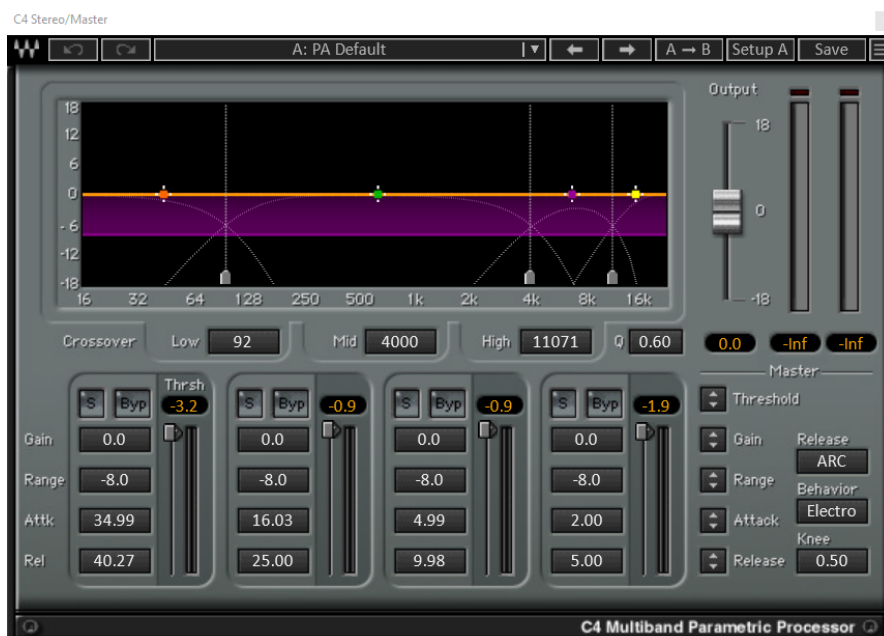 C4 Stereo/Master
A: PA Default
A → B
Setup A
Save
Output
18
12
6
0
-6
-12
-18
16 32 64 128 250 500 1k 2k 4k 8k 16k
18
0
-18
Crossover Low 92 Mid 4000 High 11071 Q 0.60
0.0 -Inf -Inf
Master
Thrsh
S Byp -3.2 S Byp -0.9 S Byp -0.9 S Byp -1.9
Gain 0.0 0.0 0.0 0.0
Range -8.0 -8.0 -8.0 -8.0
Attk 34.99 16.03 4.99 2.00
Rel 40.27 25.00 9.98 5.00
Threshold
Gain
Range
Attack
Release
Release
ARC
Behavior
Electro
Knee
0.50
C4 Multiband Parametric Processor